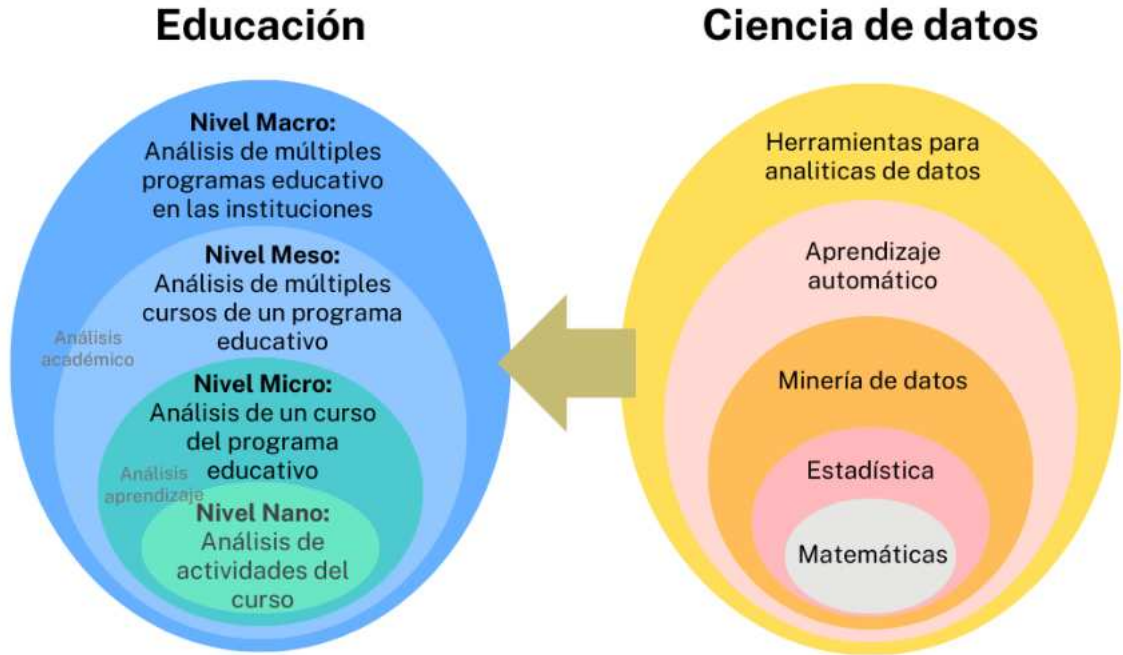 Educación
Nivel Macro:
Análisis de múltiples
programas educativo
en las instituciones
Nivel Meso:
Análisis de múltiples
cursos de un programa
educativo
Análisis
académico
Nivel Micro:
Análisis de un curso
del programa
educativo
Análisis
aprendizaje
Nivel Nano:
Análisis de
actividades del
curso
Ciencia de datos
Herramientas para
analiticas de datos
Aprendizaje
automático
Minería de datos
Estadística
Matemáticas